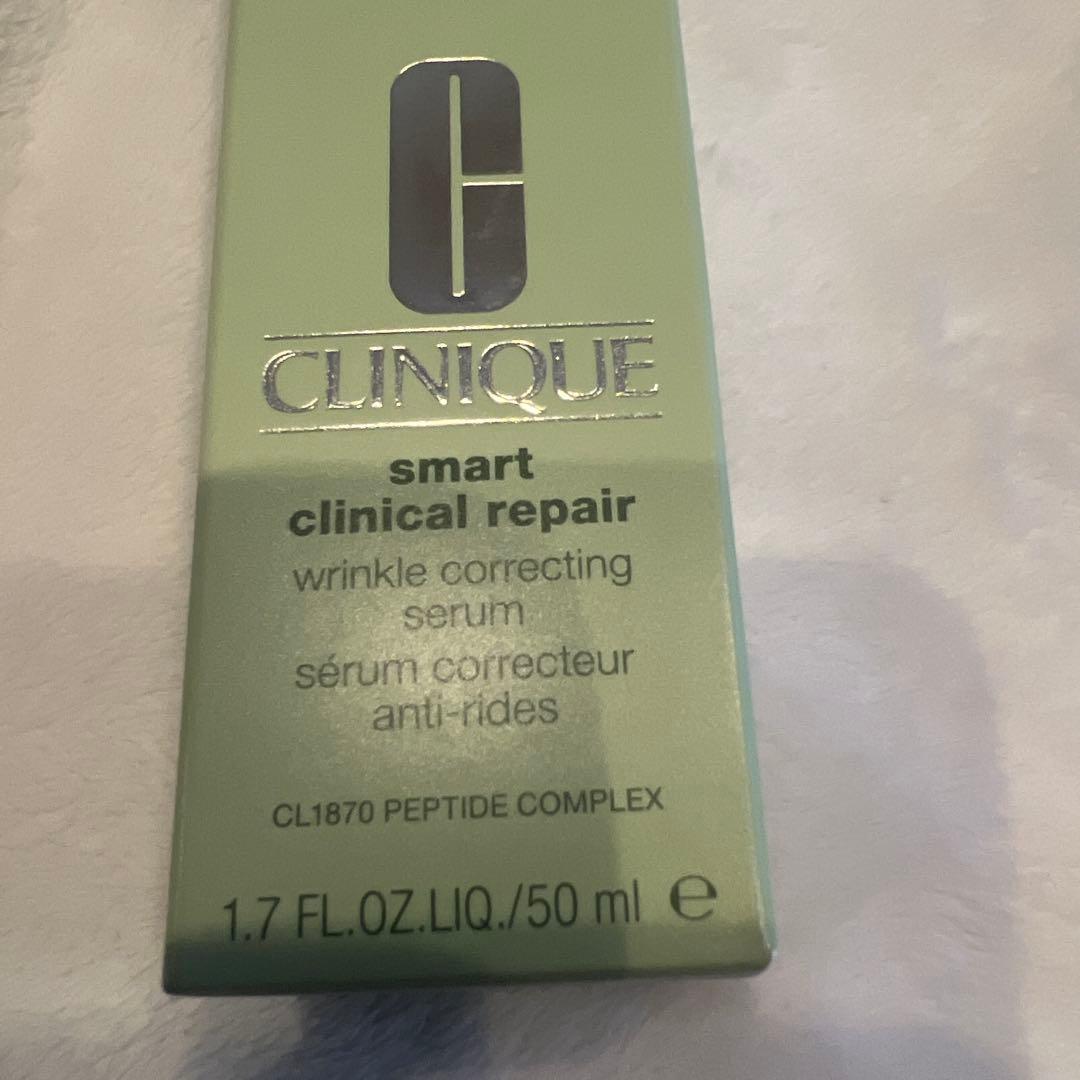 C
CLINIQUE
smart
clinical repair
wrinkle correcting
serum
sérum correcteur
anti-rides
CL1870 PEPTIDE COMPLEX
1.7 FL.OZ.LIQ./50 ml ℮